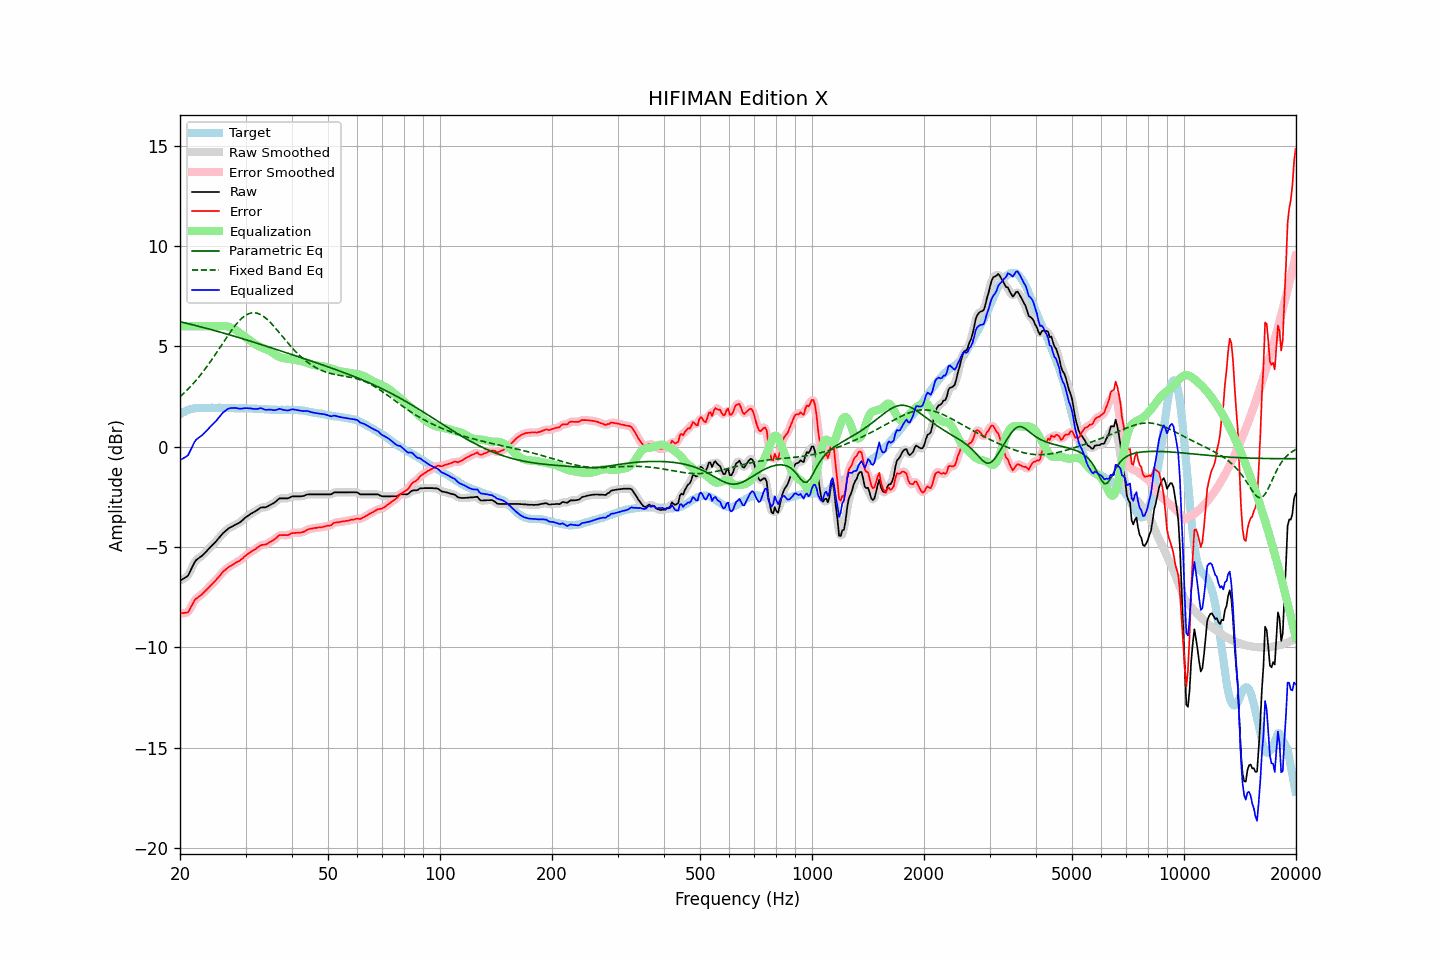 HIFIMAN Edition X
Target
Raw Smoothed
Error Smoothed
Raw
Error
Equalization
Parametric Eq
Fixed Band Eq
Equalized
Amplitude (dBr)
15
10
5
0
−5
−10
−15
−20
20
50
100
200
500
1000
2000
5000
10000
20000
Frequency (Hz)